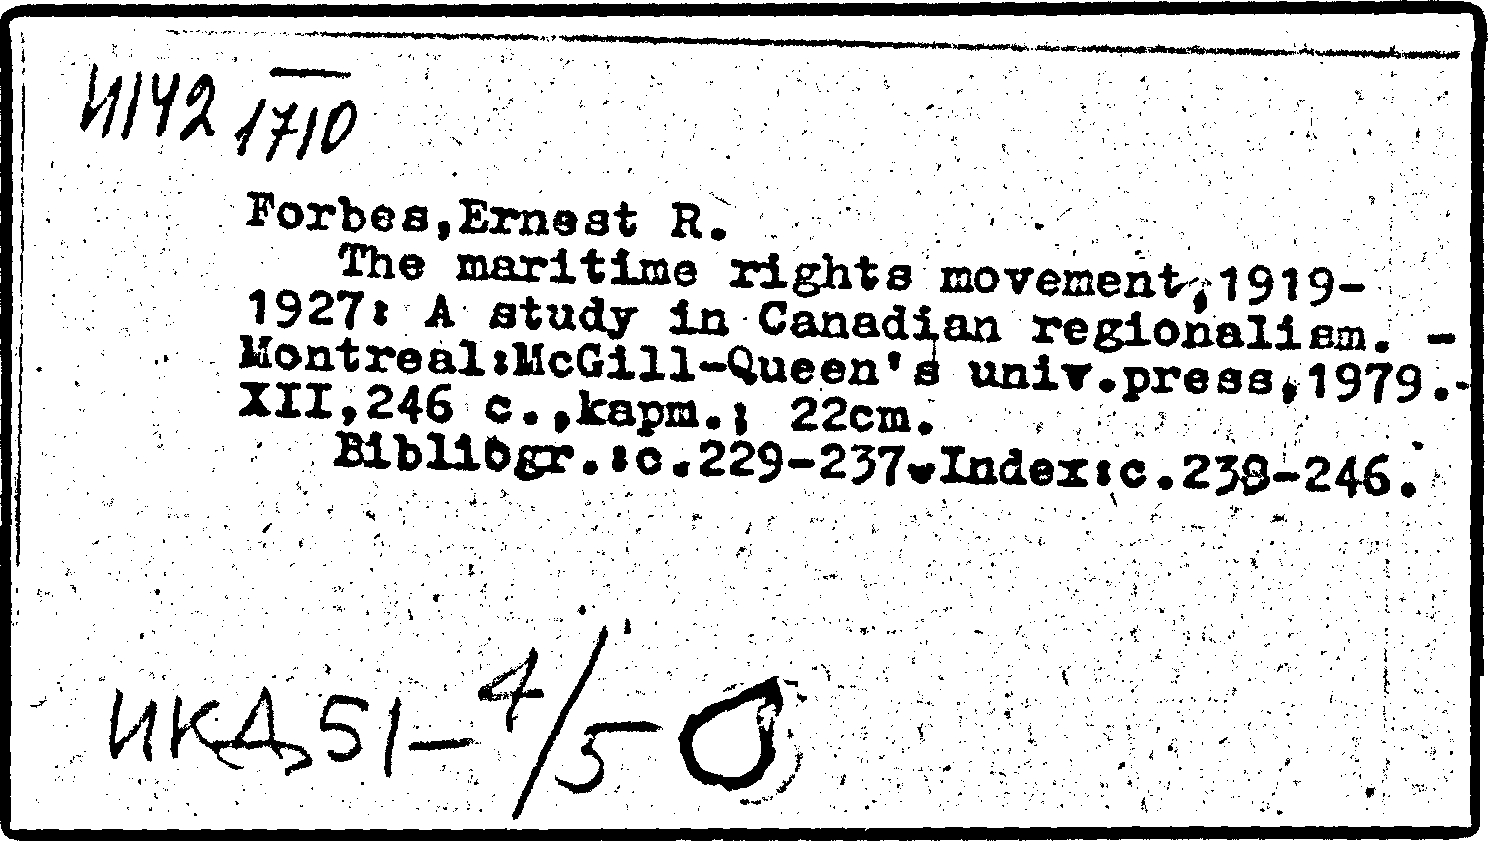 И142 1710
Forbes,Ernest R.
The maritime rights movement,1919-
1927: A study in Canadian regionalism. -
Montreal:McGill-Queen's univ.press,1979.-
XII,246 с.,карт.; 22cm.
Bibliogr.:с.229-237.Index:с.238-246.
ИКД51-4/5